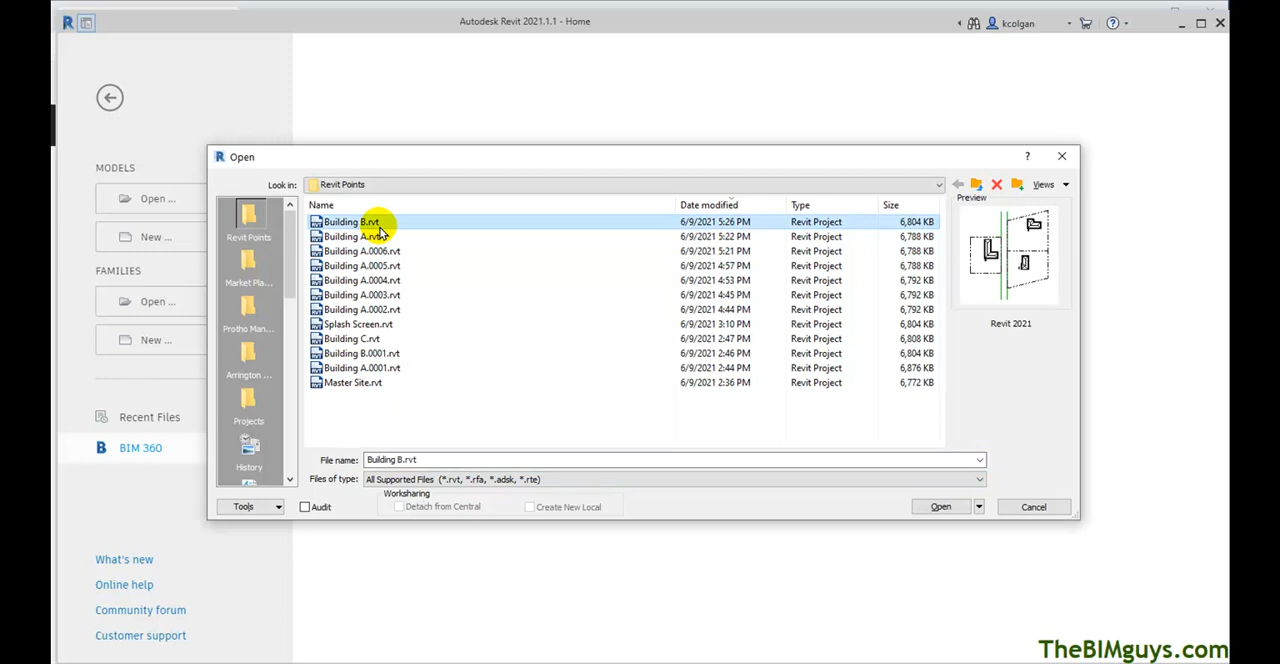 Autodesk Revit 2021.1.1 - Home
kcolgan
MODELS
Open ...
New ...
FAMILIES
Open ...
New ...
Recent Files
B BIM 360
What's new
Online help
Community forum
Customer support
R Open
Look in: Revit Points
Views
Revit Points
Market Pla...
Protho Man...
Arrington ...
Projects
History
Name Date modified Type Size
Building B.rvt 6/9/2021 5:26 PM Revit Project 6,804 KB
Building A.rvt 6/9/2021 5:22 PM Revit Project 6,788 KB
Building A.0006.rvt 6/9/2021 5:21 PM Revit Project 6,788 KB
Building A.0005.rvt 6/9/2021 4:57 PM Revit Project 6,788 KB
Building A.0004.rvt 6/9/2021 4:53 PM Revit Project 6,792 KB
Building A.0003.rvt 6/9/2021 4:45 PM Revit Project 6,792 KB
Building A.0002.rvt 6/9/2021 4:44 PM Revit Project 6,792 KB
Splash Screen.rvt 6/9/2021 3:10 PM Revit Project 6,804 KB
Building C.rvt 6/9/2021 2:47 PM Revit Project 6,808 KB
Building B.0001.rvt 6/9/2021 2:46 PM Revit Project 6,804 KB
Building A.0001.rvt 6/9/2021 2:44 PM Revit Project 6,876 KB
Master Site.rvt 6/9/2021 2:36 PM Revit Project 6,772 KB
Preview
Revit 2021
File name: Building B.rvt
Files of type: All Supported Files (*.rvt, *.rfa, *.adsk, *.rte)
Worksharing
Tools
Audit
Detach from Central
Create New Local
Open
Cancel
TheBIMguys.com